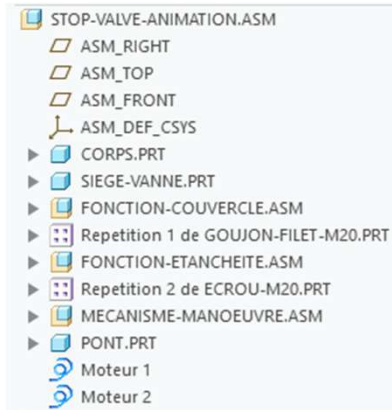 STOP-VALVE-ANIMATION.ASM
ASM_RIGHT
ASM_TOP
ASM_FRONT
ASM_DEF_CSYS
CORPS.PRT
SIEGE-VANNE.PRT
FONCTION-COUVERCLE.ASM
Repetition 1 de GOUJON-FILET-M20.PRT
FONCTION-ETANCHEITE.ASM
Repetition 2 de ECROU-M20.PRT
MECANISME-MANOEUVRE.ASM
PONT.PRT
Moteur 1
Moteur 2